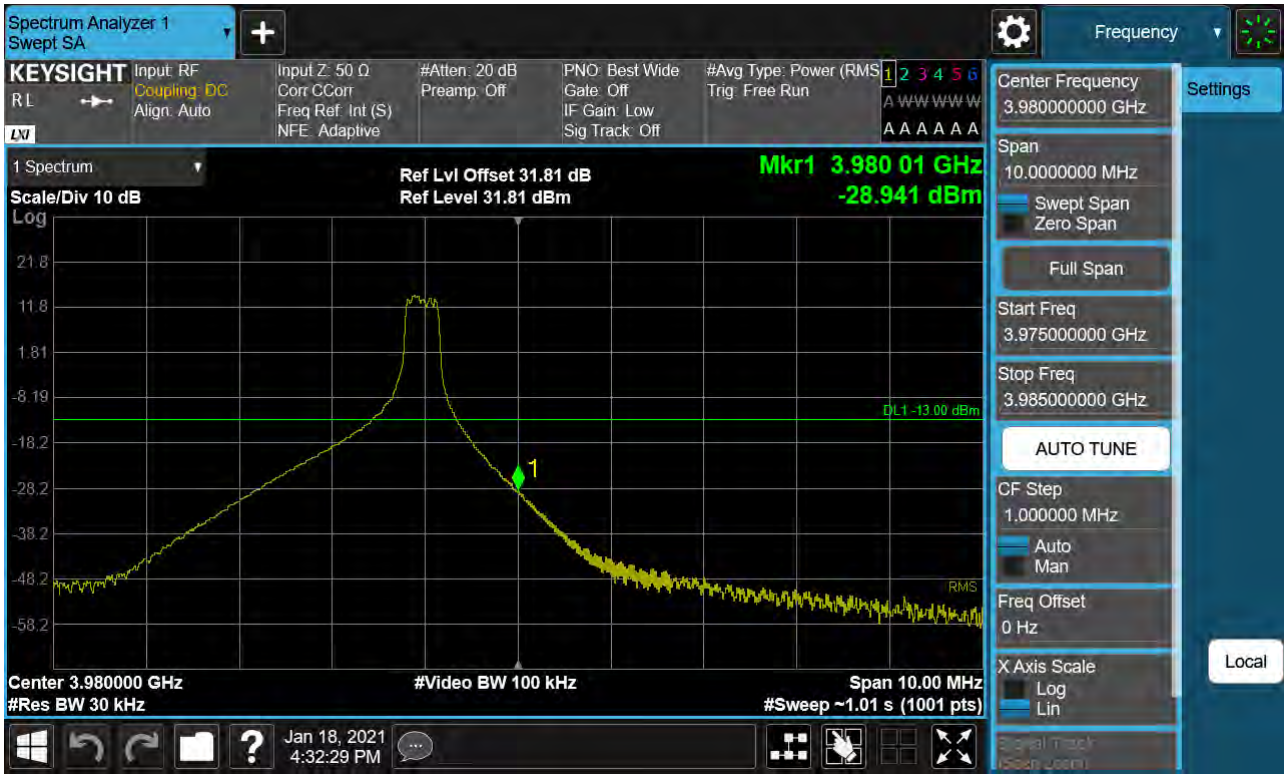 Spectrum Analyzer 1
Swept SA
+
Frequency
KEYSIGHT
Input: RF
Input Z: 50 Ω
#Atten: 20 dB
PNO: Best Wide
#Avg Type: Power (RMS
1 2 3 4 5 6
RL
Coupling: DC
Corr CCorr
Preamp: Off
Gate: Off
Trig: Free Run
Align: Auto
Freq Ref: Int (S)
IF Gain: Low
A W W W W W
LXI
NFE: Adaptive
Sig Track: Off
A A A A A A
1 Spectrum
Ref Lvl Offset 31.81 dB
Mkr1 3.980 01 GHz
Scale/Div 10 dB
Ref Level 31.81 dBm
-28.941 dBm
Log
21.8
11.8
1.81
-8.19
DL1 -13.00 dBm
-18.2
1
-28.2
-38.2
-48.2
RMS
-58.2
Center 3.980000 GHz
#Video BW 100 kHz
Span 10.00 MHz
#Res BW 30 kHz
#Sweep ~1.01 s (1001 pts)
Center Frequency
3.980000000 GHz
Settings
Span
10.0000000 MHz
Swept Span
Zero Span
Full Span
Start Freq
3.975000000 GHz
Stop Freq
3.985000000 GHz
AUTO TUNE
CF Step
1.000000 MHz
Auto
Man
Freq Offset
0 Hz
X Axis Scale
Log
Lin
Local
Signal Track
(Span Zoom)
?
Jan 18, 2021
4:32:29 PM